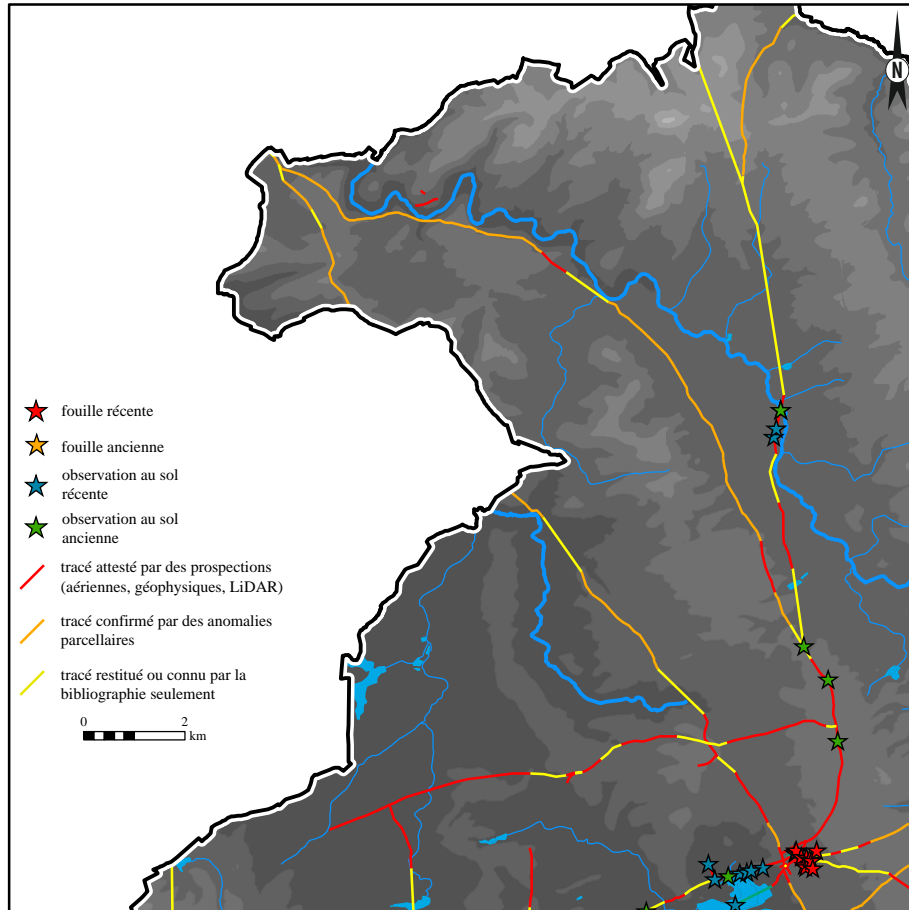 N
fouille récente
fouille ancienne
observation au sol
récente
observation au sol
ancienne
tracé attesté par des prospections
(aériennes, géophysiques, LiDAR)
tracé confirmé par des anomalies
parcellaires
tracé restitué ou connu par la
bibliographie seulement
0 2
km